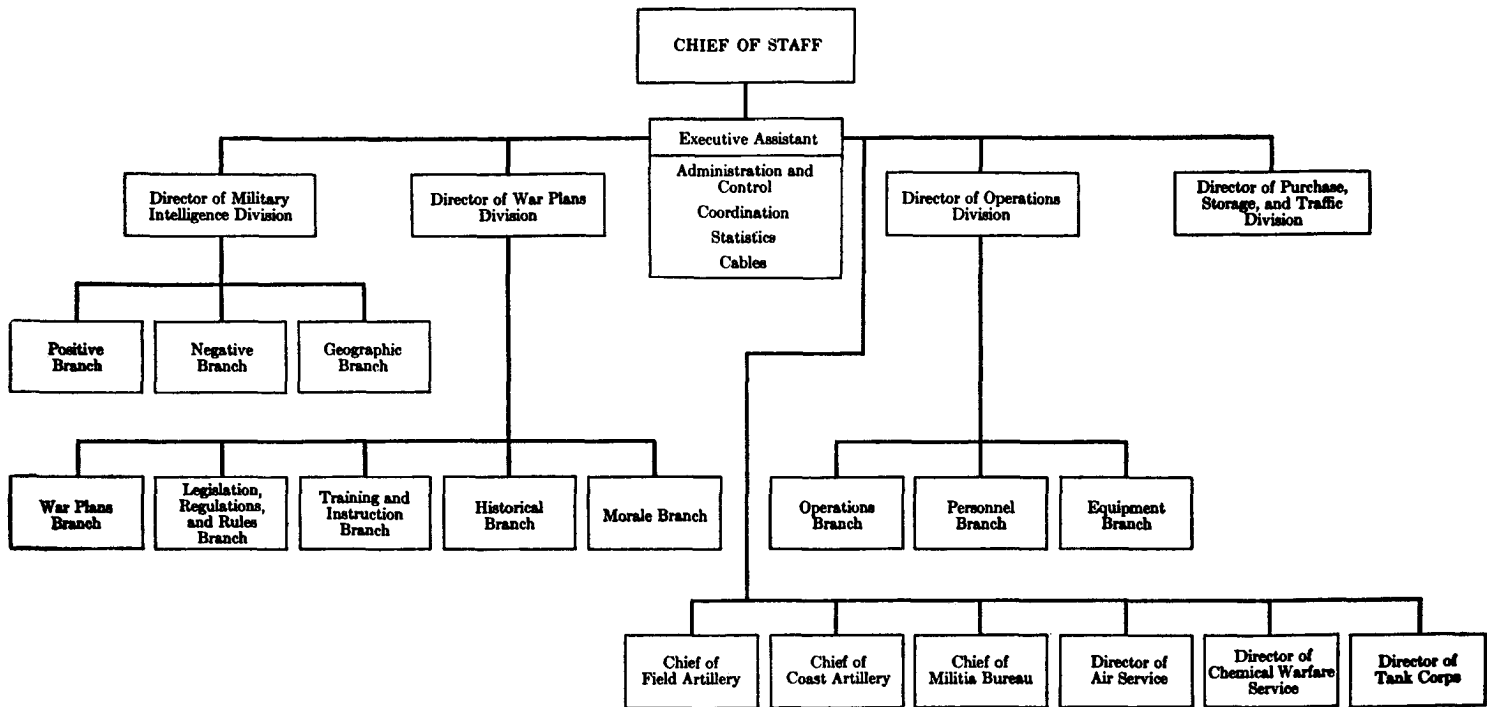 CHIEF OF STAFF
Executive Assistant
Administration and
Control
Coordination
Statistics
Cables
Director of Military
Intelligence Division
Director of War Plans
Division
Director of Operations
Division
Director of Purchase,
Storage, and Traffic
Division
Positive
Branch
Negative
Branch
Geographic
Branch
War Plans
Branch
Legislation,
Regulations,
and Rules
Branch
Training and
Instruction
Branch
Historical
Branch
Morale Branch
Operations
Branch
Personnel
Branch
Equipment
Branch
Chief of
Field Artillery
Chief of
Coast Artillery
Chief of
Militia Bureau
Director of
Air Service
Director of
Chemical Warfare
Service
Director of
Tank Corps